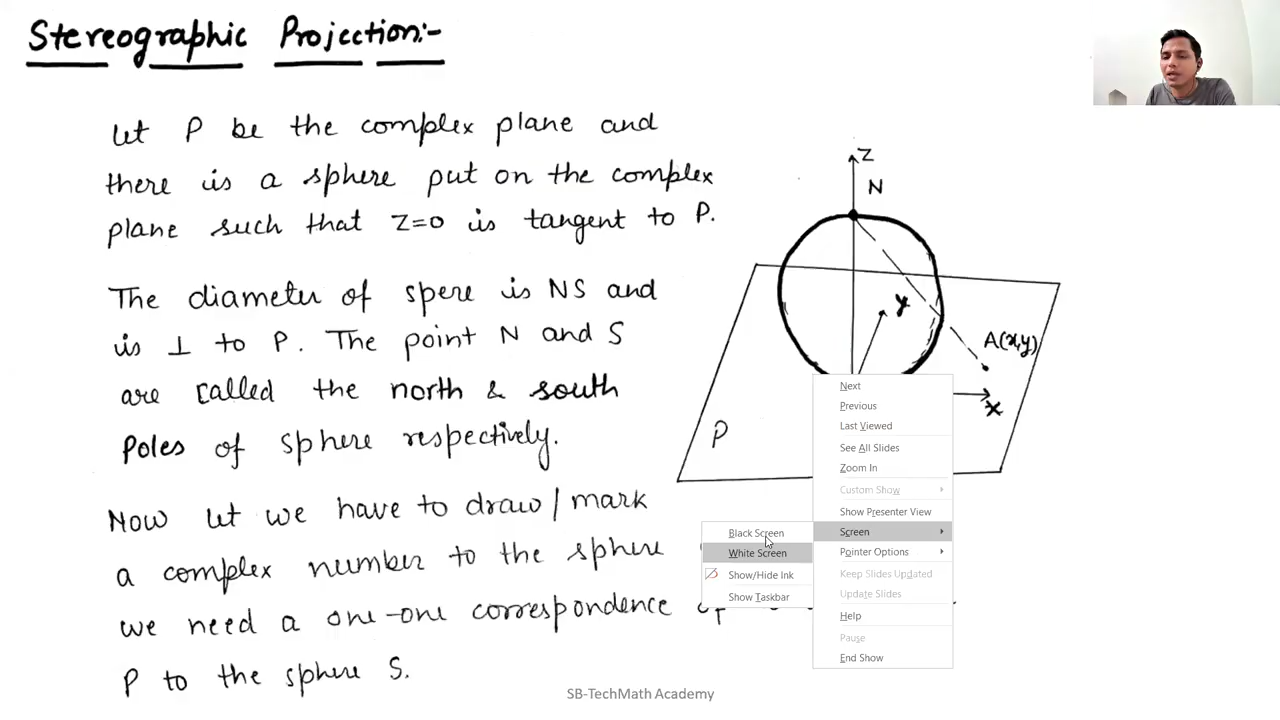 Stereographic Projection:-
Let P be the complex plane and
there is a sphere put on the complex
plane such that Z=0 is tangent to P.
The diameter of spere is NS and
is ⊥ to P. The point N and S
are called the north & south
Poles of sphere respectively.
Now let we have to draw/mark
a complex number to the sphere
we need a one-one correspondence of
P to the sphere S.
Z
N
y
A(x,y)
x
P
Next
Previous
Last Viewed
See All Slides
Zoom In
Custom Show
Show Presenter View
Screen
Pointer Options
Keep Slides Updated
Update Slides
Help
Pause
End Show
Black Screen
White Screen
Show/Hide Ink
Show Taskbar
SB-TechMath Academy